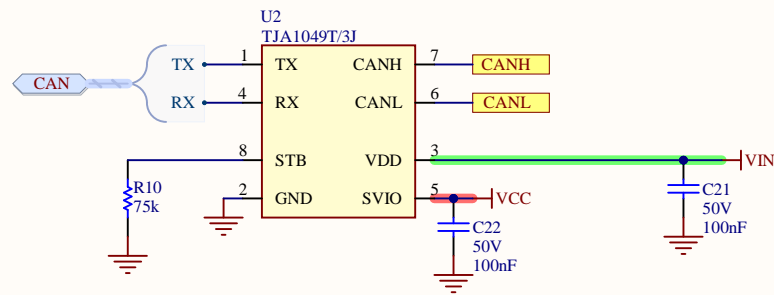 U2
TJA1049T/3J
CAN
TX
RX
1
4
8
2
TX
RX
STB
GND
CANH
CANL
VDD
SVIO
7
6
3
5
CANH
CANL
VIN
VCC
R10
75k
C22
50V
100nF
C21
50V
100nF